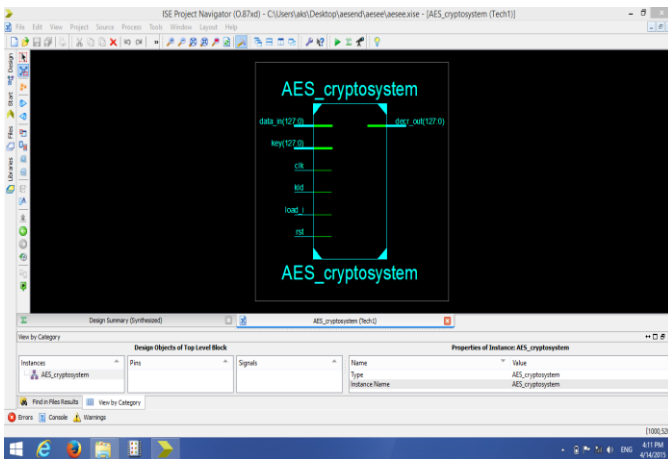 ISE Project Navigator (O.87xd) - C:\Users\aks\Desktop\aesend\aesee\aesee.xise - [AES_cryptosystem (Tech1)]
File Edit View Project Source Process Tools Window Layout Help
Design
Start
Files
Libraries
AES_cryptosystem
data_in(127:0)
decr_out(127:0)
key(127:0)
clk
kld
load_i
rst
AES_cryptosystem
Design Summary (Synthesized)
AES_cryptosystem (Tech1)
View by Category
Design Objects of Top Level Block
Properties of Instance: AES_cryptosystem
Instances
Pins
Signals
Name
Value
AES_cryptosystem
Type
AES_cryptosystem
Instance Name
AES_cryptosystem
Find in Files Results
View by Category
Errors
Console
Warnings
ENG
4:11 PM
4/14/2015